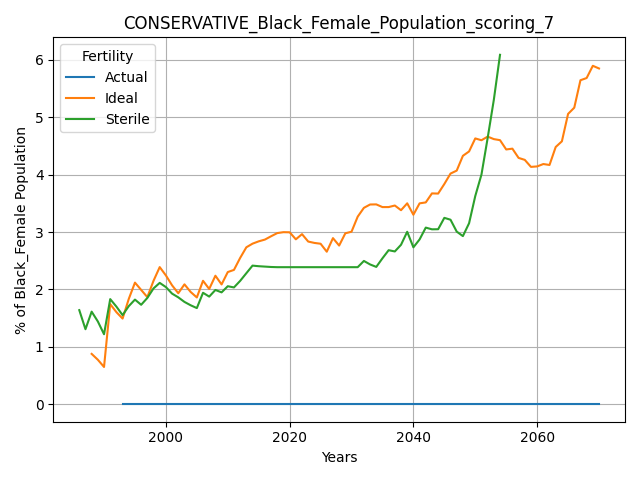 CONSERVATIVE_Black_Female_Population_scoring_7
Fertility
Actual
Ideal
Sterile
% of Black_Female Population
6
5
4
3
2
1
0
2000 2020 2040 2060
Years